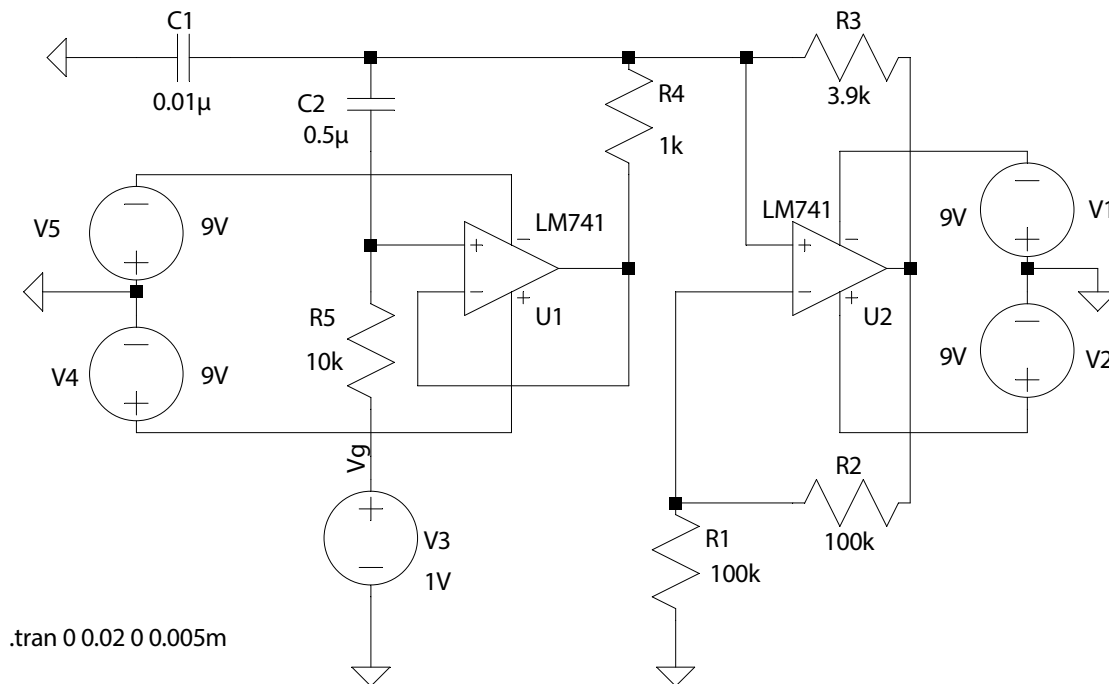 C1
0.01µ
C2
0.5µ
R3
3.9k
R4
1k
V5
9V
LM741
+
U1
R5
10k
V4
9V
Vg
V3
1V
LM741
U2
V1
9V
V2
9V
R2
100k
R1
100k
.tran 0 0.02 0 0.005m